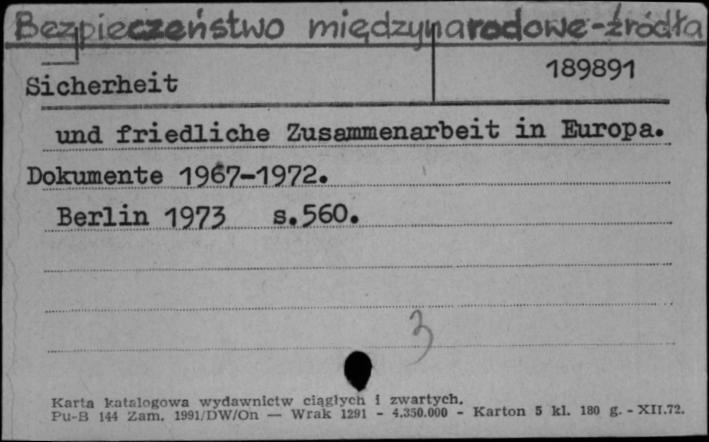 Bezpieczeństwo międzynarodowe-źródła
189891
Sicherheit
und friedliche Zusammenarbeit in Europa.
Dokumente 1967-1972.
Berlin 1973 s.560.
3
Karta katalogowa wydawnictw ciągłych i zwartych.
Pu-B 144 Zam. 1991/DW/On — Wrak 1291 - 4.350.000 - Karton 5 kl. 180 g. - XII.72.